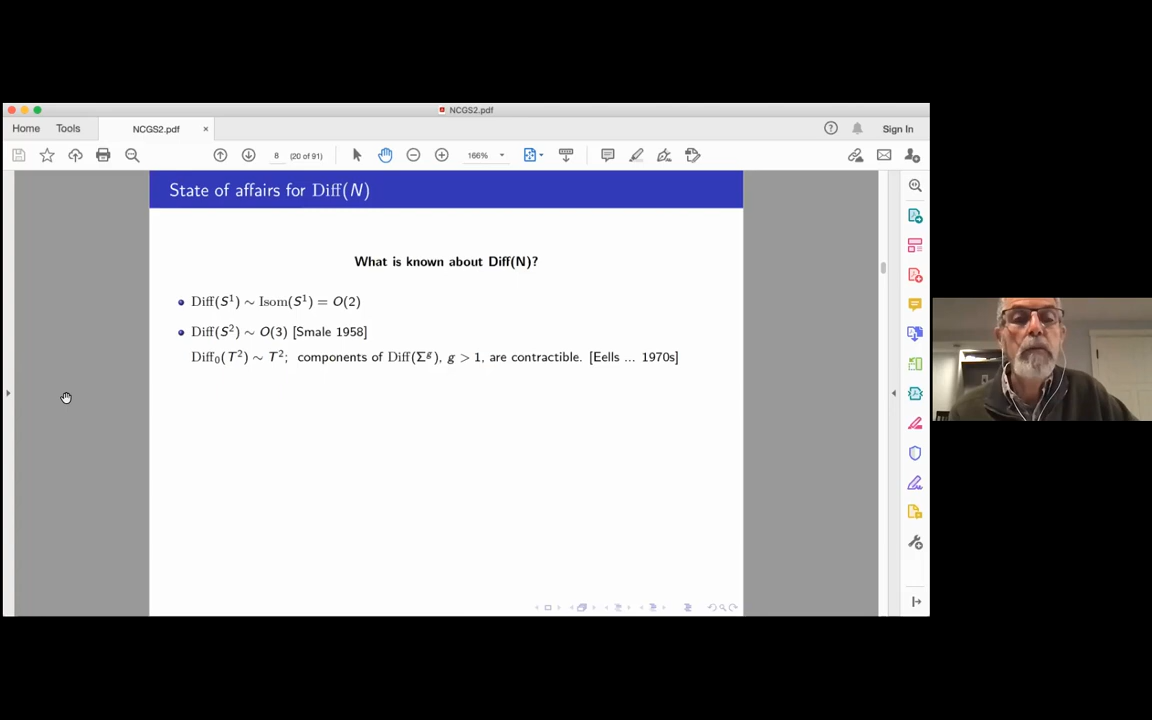 NCGS2.pdf
Home Tools NCGS2.pdf × Sign In
8 (20 of 91) 166%
State of affairs for Diff(N)
What is known about Diff(N)?
• Diff(S¹) ∼ Isom(S¹) = O(2)
• Diff(S²) ∼ O(3) [Smale 1958]
Diff₀(T²) ∼ T²; components of Diff(Σᵍ), g > 1, are contractible. [Eells ... 1970s]